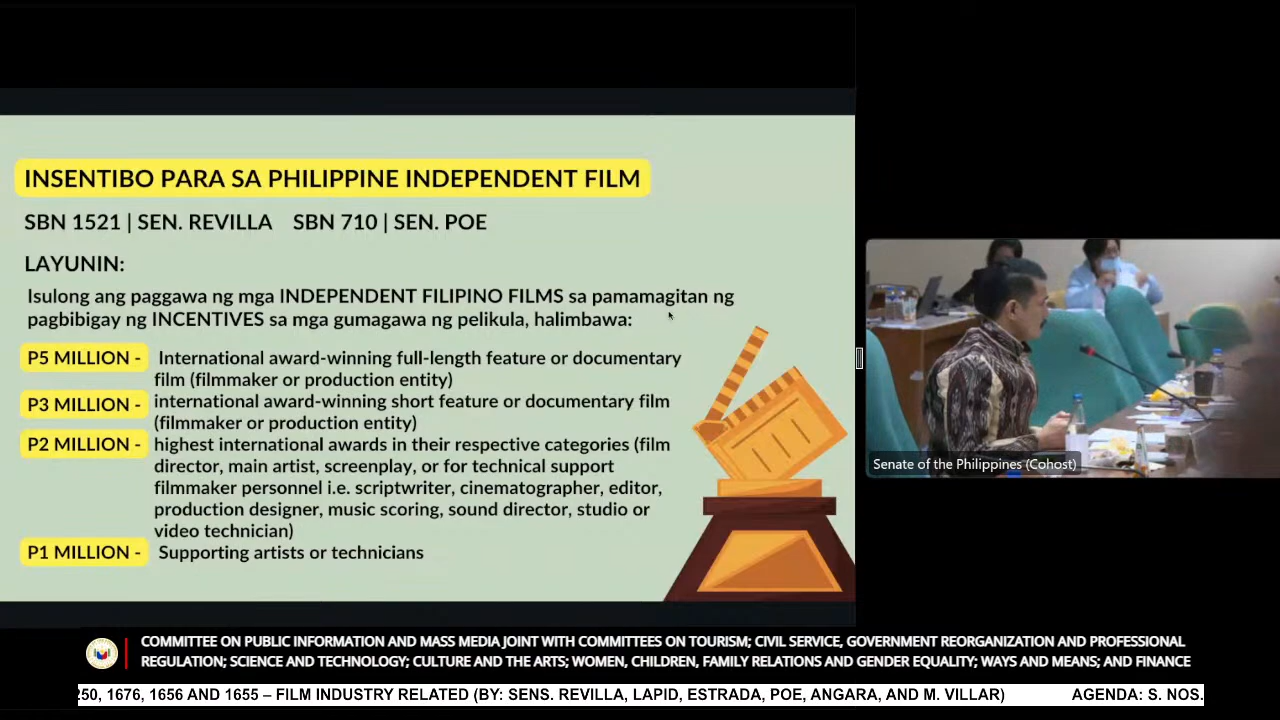 INSENTIBO PARA SA PHILIPPINE INDEPENDENT FILM
SBN 1521 | SEN. REVILLA SBN 710 | SEN. POE
LAYUNIN:
Isulong ang paggawa ng mga INDEPENDENT FILIPINO FILMS sa pamamagitan ng
pagbibigay ng INCENTIVES sa mga gumagawa ng pelikula, halimbawa:
P5 MILLION - International award-winning full-length feature or documentary
film (filmmaker or production entity)
P3 MILLION - international award-winning short feature or documentary film
(filmmaker or production entity)
P2 MILLION - highest international awards in their respective categories (film
director, main artist, screenplay, or for technical support
filmmaker personnel i.e. scriptwriter, cinematographer, editor,
production designer, music scoring, sound director, studio or
video technician)
P1 MILLION - Supporting artists or technicians
Senate of the Philippines (Cohost)
COMMITTEE ON PUBLIC INFORMATION AND MASS MEDIA JOINT WITH COMMITTEES ON TOURISM; CIVIL SERVICE, GOVERNMENT REORGANIZATION AND PROFESSIONAL
REGULATION; SCIENCE AND TECHNOLOGY; CULTURE AND THE ARTS; WOMEN, CHILDREN, FAMILY RELATIONS AND GENDER EQUALITY; WAYS AND MEANS; AND FINANCE
250, 1676, 1656 AND 1655 – FILM INDUSTRY RELATED (BY: SENS. REVILLA, LAPID, ESTRADA, POE, ANGARA, AND M. VILLAR) AGENDA: S. NOS.